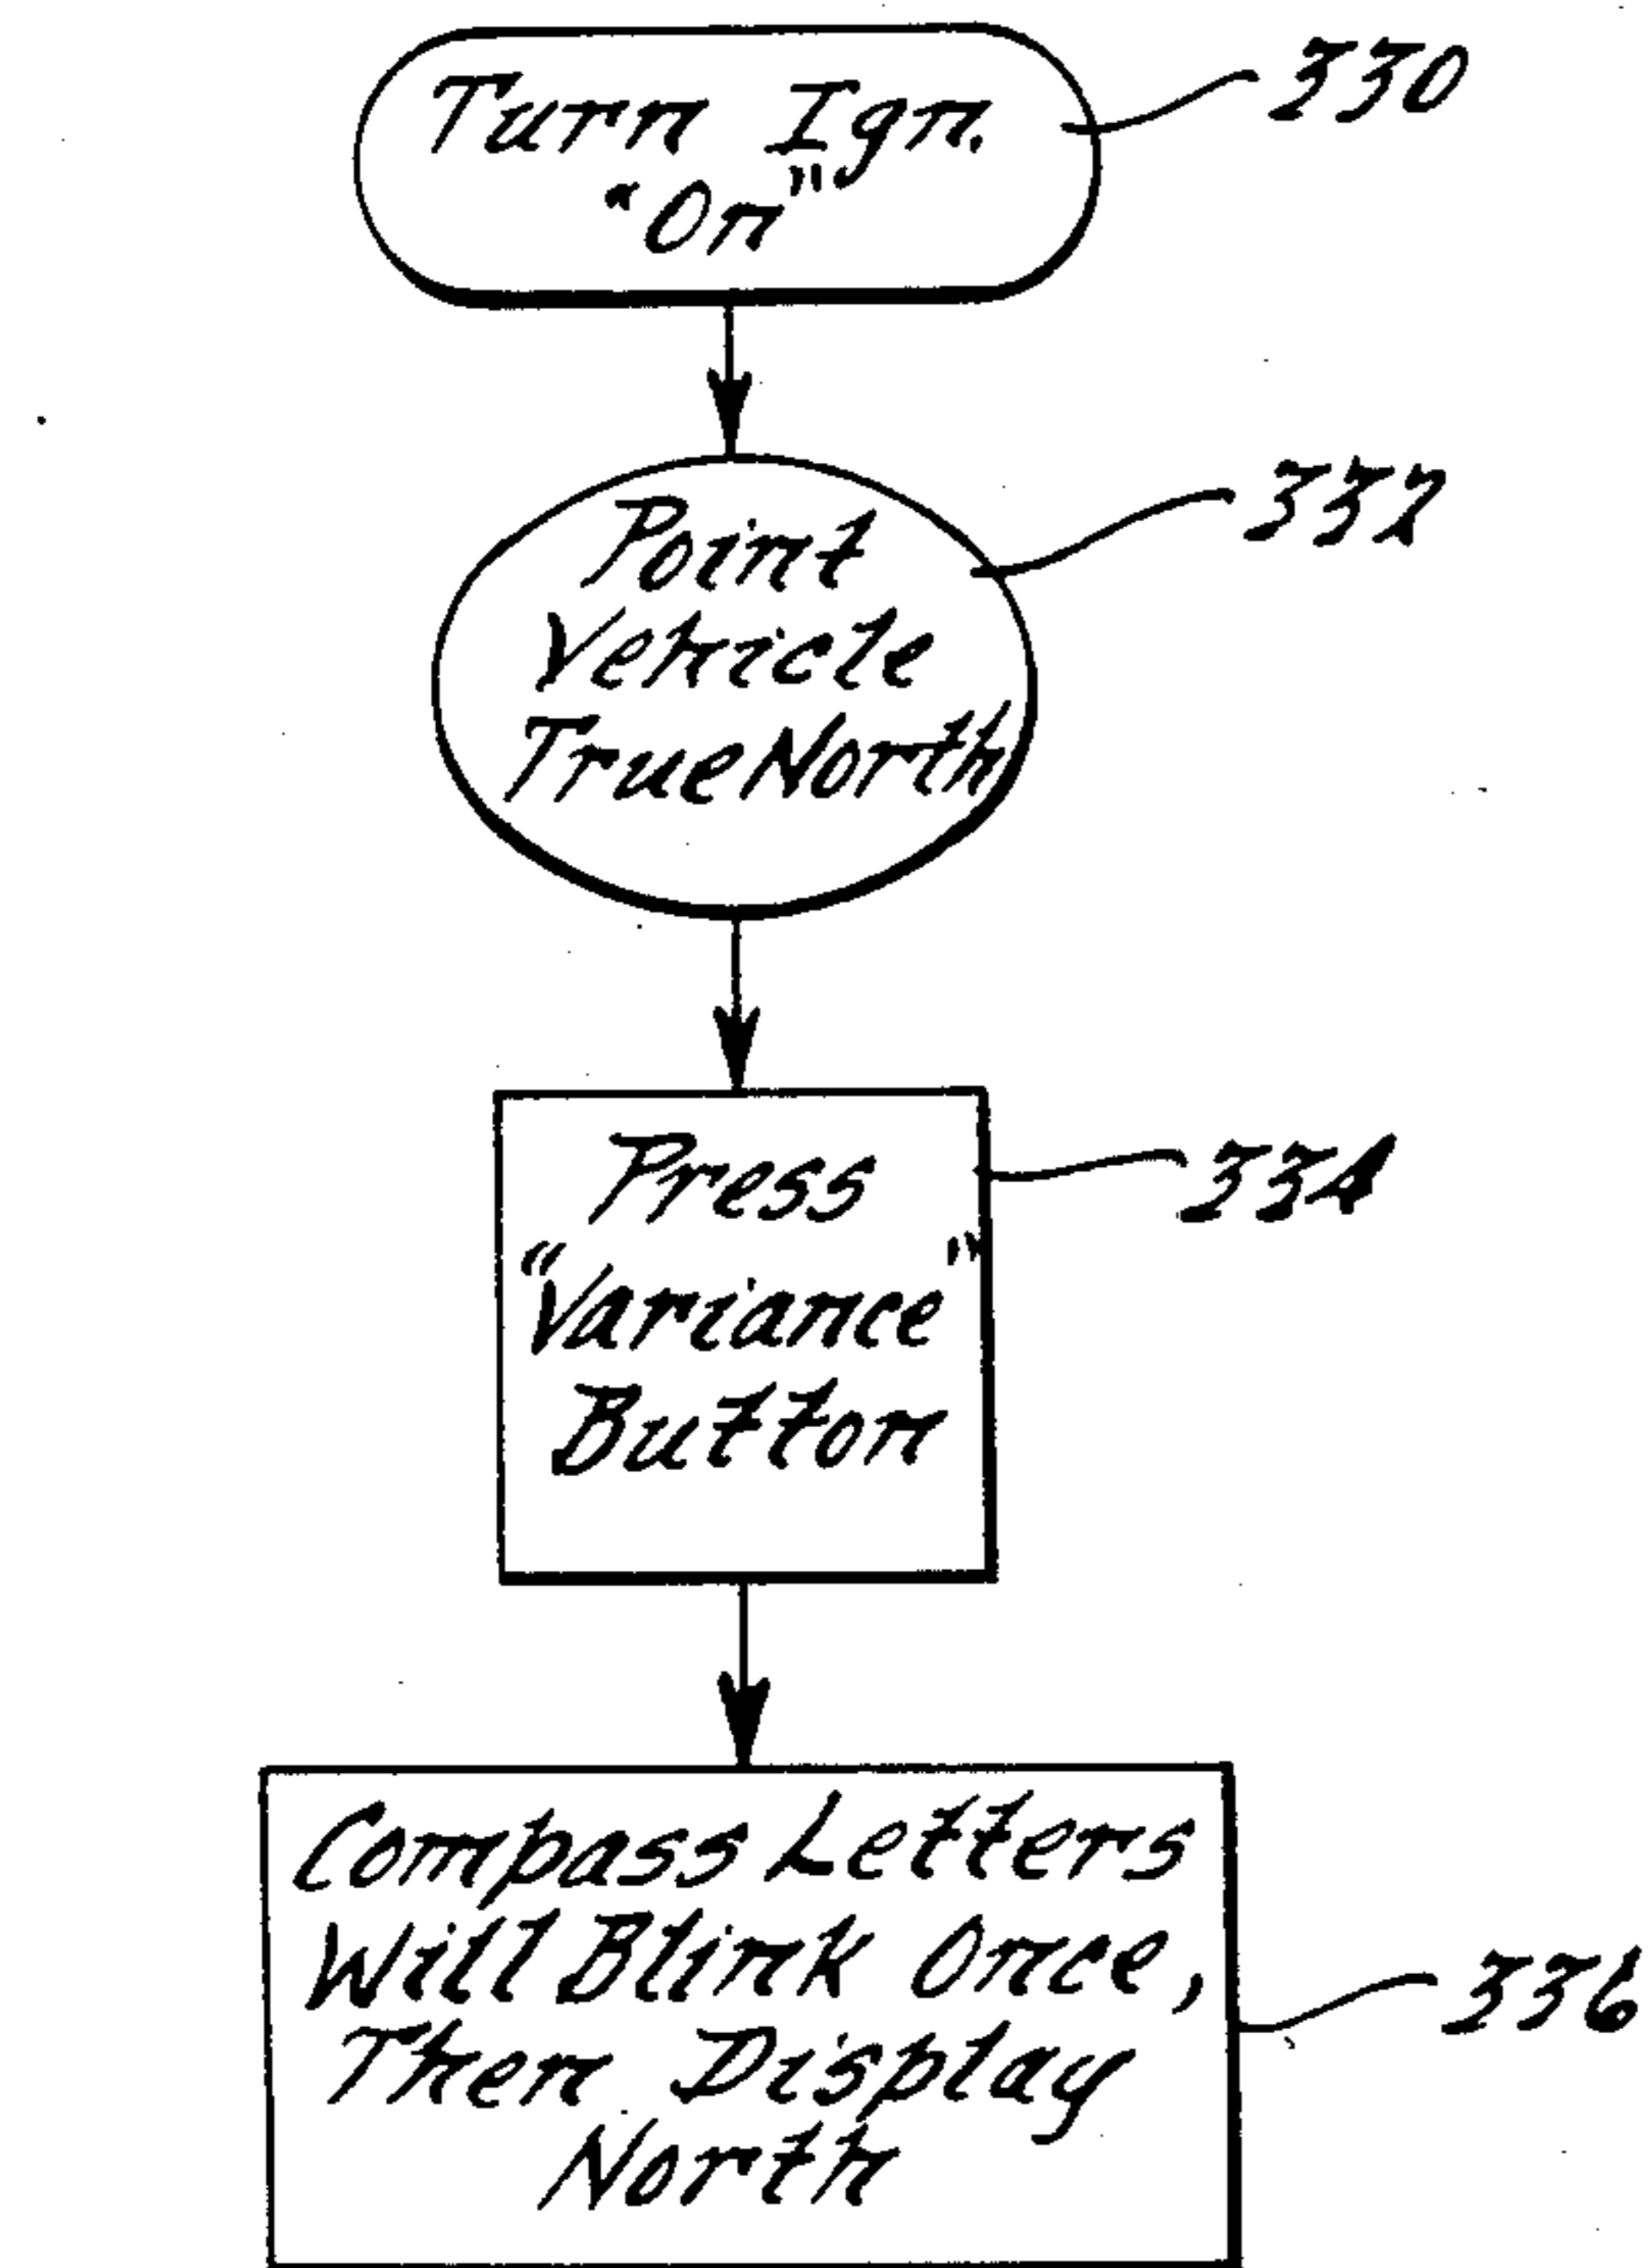 Turn Ign.
"On"
330
Point
Vehicle
True North
332
Press
"Variance"
Button
334
Compass Letters
Will Blink Once,
Then Display
North
336